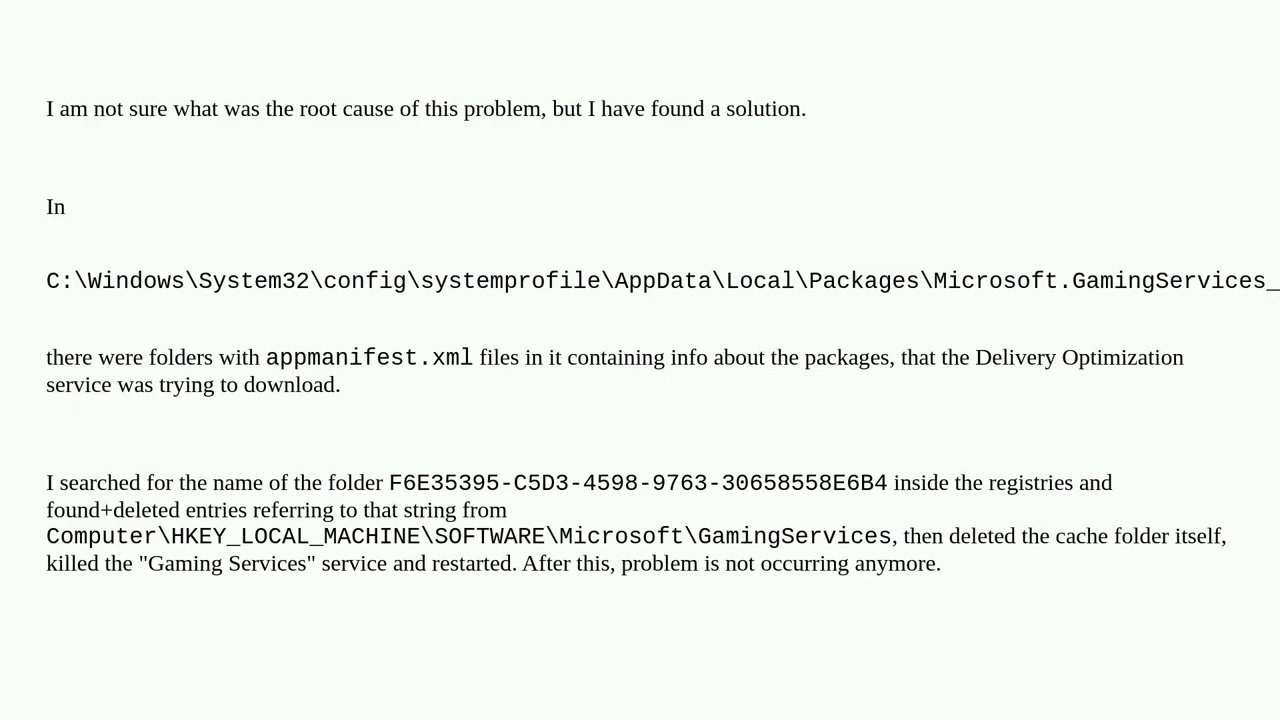 I am not sure what was the root cause of this problem, but I have found a solution.
In
C:\Windows\System32\config\systemprofile\AppData\Local\Packages\Microsoft.GamingServices_
there were folders with appmanifest.xml files in it containing info about the packages, that the Delivery Optimization
service was trying to download.
I searched for the name of the folder F6E35395-C5D3-4598-9763-30658558E6B4 inside the registries and
found+deleted entries referring to that string from
Computer\HKEY_LOCAL_MACHINE\SOFTWARE\Microsoft\GamingServices, then deleted the cache folder itself,
killed the "Gaming Services" service and restarted. After this, problem is not occurring anymore.